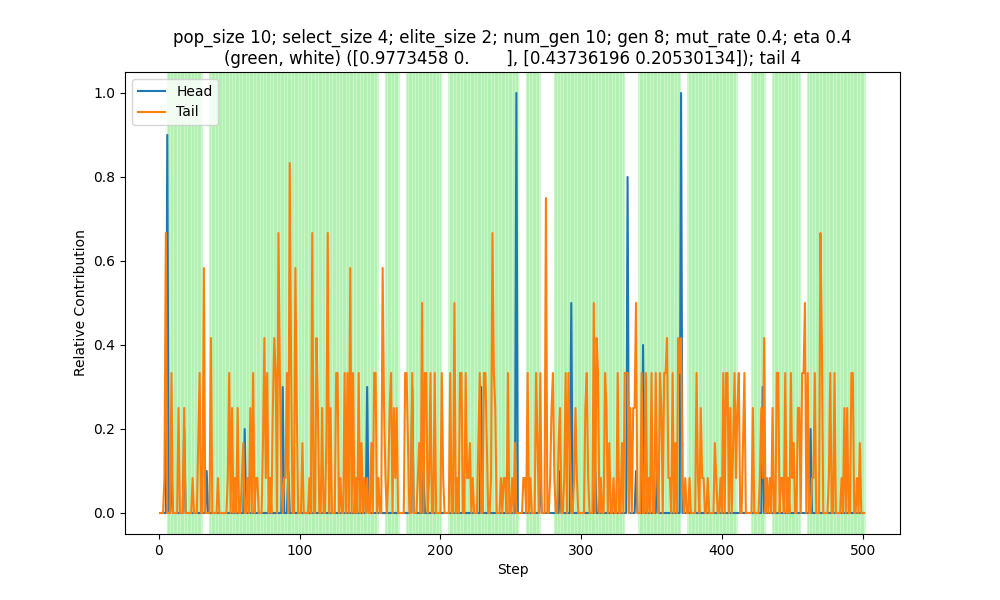 pop_size 10; select_size 4; elite_size 2; num_gen 10; gen 8; mut_rate 0.4; eta 0.4
(green, white) ([0.9773458 0.        ], [0.43736196 0.20530134]); tail 4
Head
Tail
1.0
0.8
0.6
0.4
0.2
0.0
Relative Contribution
0
100
200
300
400
500
Step